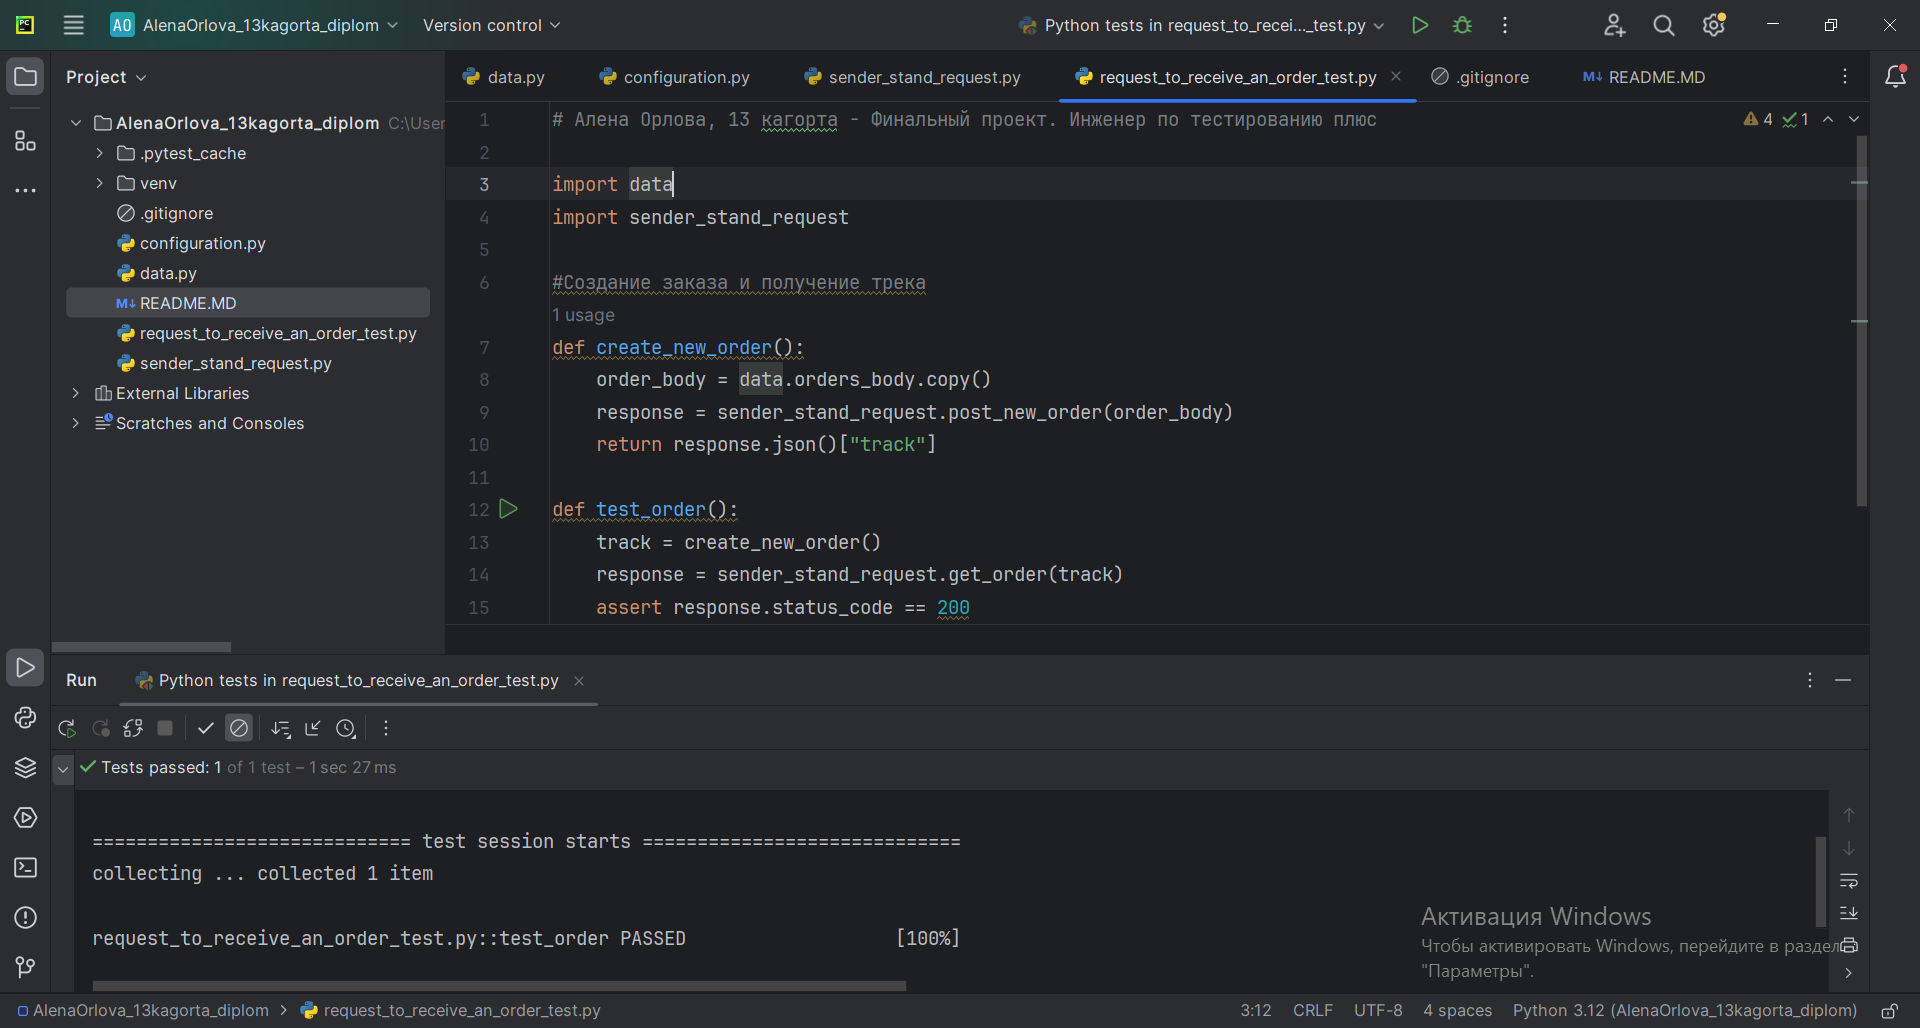 PC
AO AlenaOrlova_13kagorta_diplom
Version control
Python tests in request_to_recei..._test.py
Project
data.py
configuration.py
sender_stand_request.py
request_to_receive_an_order_test.py
.gitignore
M↓ README.MD
AlenaOrlova_13kagorta_diplom C:\User
.pytest_cache
venv
.gitignore
configuration.py
data.py
M↓ README.MD
request_to_receive_an_order_test.py
sender_stand_request.py
External Libraries
Scratches and Consoles
4 1
1 # Алена Орлова, 13 кагорта - Финальный проект. Инженер по тестированию плюс
2
3 import data
4 import sender_stand_request
5
6 #Создание заказа и получение трека
1 usage
7 def create_new_order():
8 order_body = data.orders_body.copy()
9 response = sender_stand_request.post_new_order(order_body)
10 return response.json()["track"]
11
12 def test_order():
13 track = create_new_order()
14 response = sender_stand_request.get_order(track)
15 assert response.status_code == 200
Run
Python tests in request_to_receive_an_order_test.py
Tests passed: 1 of 1 test – 1 sec 27 ms
============================= test session starts =============================
collecting ... collected 1 item
request_to_receive_an_order_test.py::test_order PASSED [100%]
Активация Windows
Чтобы активировать Windows, перейдите в раздел
"Параметры".
AlenaOrlova_13kagorta_diplom > request_to_receive_an_order_test.py
3:12 CRLF UTF-8 4 spaces Python 3.12 (AlenaOrlova_13kagorta_diplom)